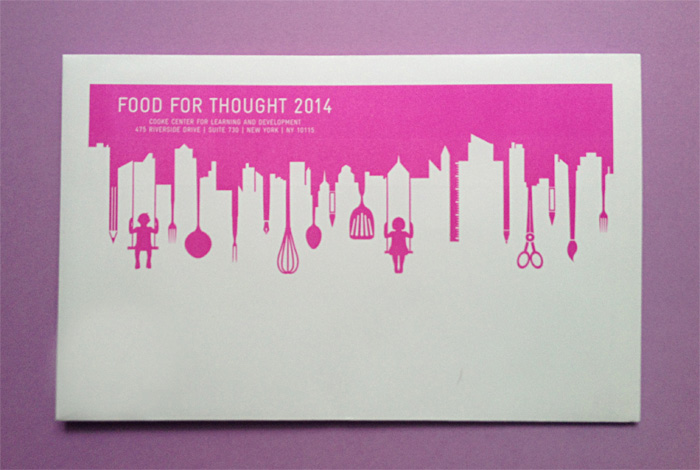 FOOD FOR THOUGHT 2014
COOKE CENTER FOR LEARNING AND DEVELOPMENT
475 RIVERSIDE DRIVE | SUITE 730 | NEW YORK | NY 10115